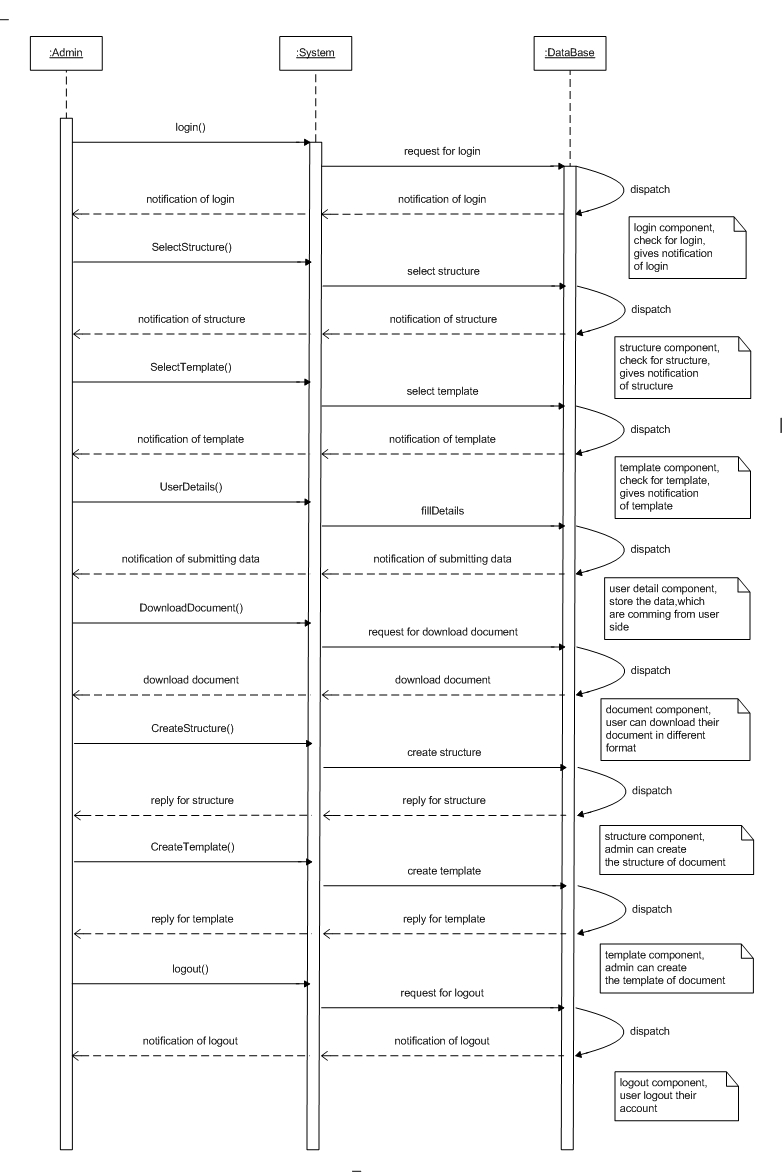 :Admin
:System
:DataBase
login()
request for login
dispatch
notification of login
notification of login
login component,
check for login,
gives notification
of login
SelectStructure()
select structure
dispatch
notification of structure
notification of structure
structure component,
check for structure,
gives notification
of structure
SelectTemplate()
select template
dispatch
notification of template
notification of template
template component,
check for template,
gives notification
of template
UserDetails()
fillDetails
dispatch
notification of submitting data
notification of submitting data
user detail component,
store the data,which
are comming from user
side
DownloadDocument()
request for download document
dispatch
download document
download document
document component,
user can download their
document in different
format
CreateStructure()
create structure
dispatch
reply for structure
reply for structure
structure component,
admin can create
the structure of document
CreateTemplate()
create template
dispatch
reply for template
reply for template
template component,
admin can create
the template of document
logout()
request for logout
dispatch
notification of logout
notification of logout
logout component,
user logout their
account